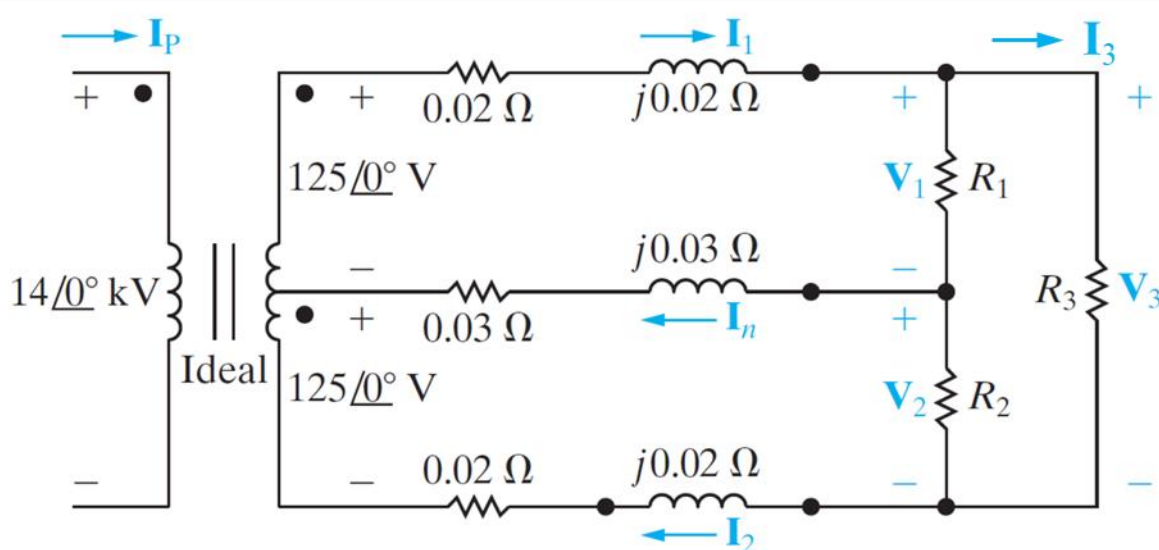 I_P
I_1
I_3
+
+
0.02 Ω
j0.02 Ω
+
+
125/0° V
V_1
R_1
j0.03 Ω
14/0° kV
−
−
R_3
V_3
+
0.03 Ω
I_n
+
Ideal
125/0° V
V_2
R_2
−
−
0.02 Ω
j0.02 Ω
−
−
I_2